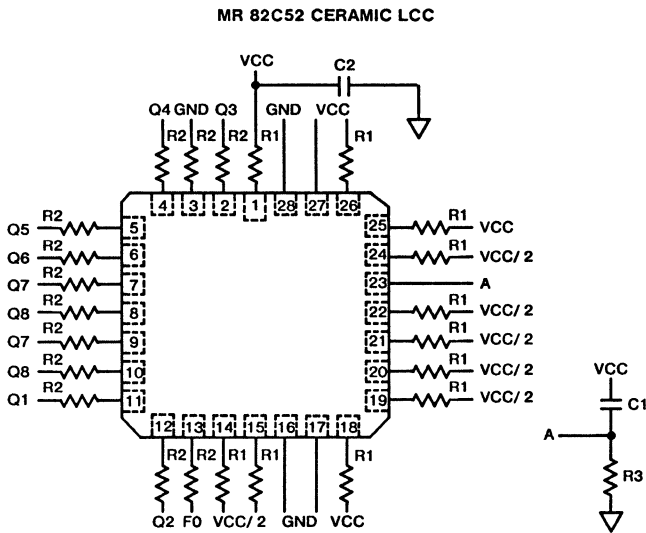 MR 82C52 CERAMIC LCC
VCC
C2
Q4 GND Q3 GND VCC
R2 R2 R2 R1 R1
4 3 2 1 28 27 26
Q5 R2 5 25 R1 VCC
Q6 R2 6 24 R1 VCC/2
Q7 R2 7 23 A
Q8 R2 8 22 R1 VCC/2
Q7 R2 9 21 R1 VCC/2
Q8 R2 10 20 R1 VCC/2
Q1 R2 11 19 R1 VCC/2
12 13 14 15 16 17 18
R2 R2 R1 R1 R1
Q2 F0 VCC/2 GND VCC
VCC
C1
A
R3